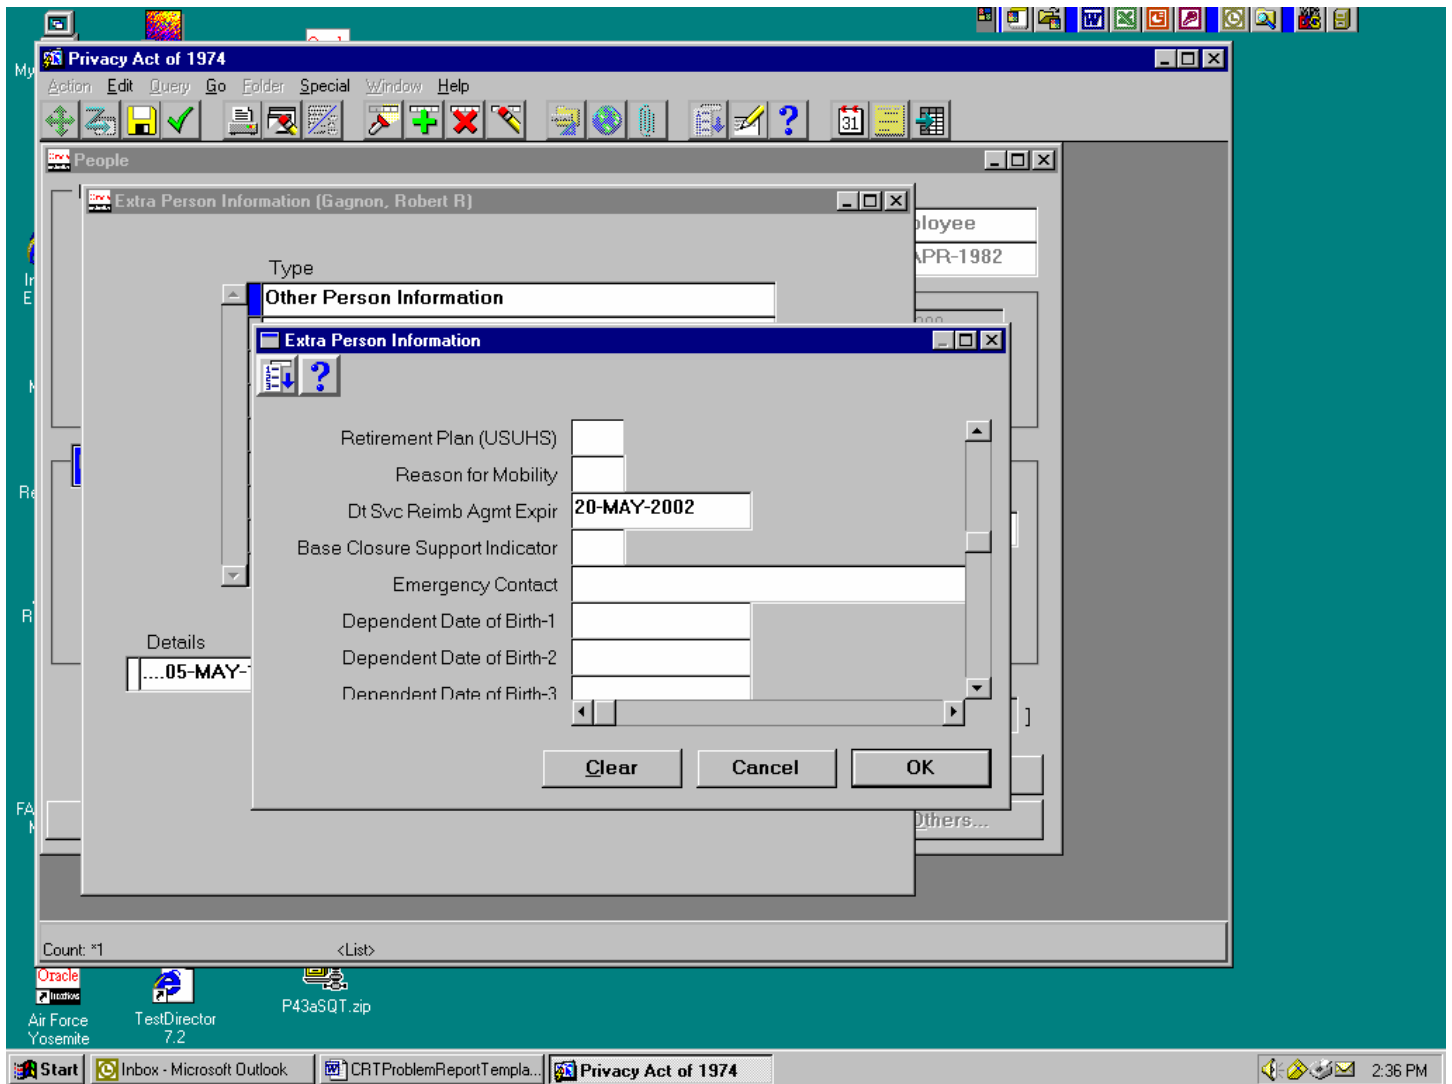 My
Privacy Act of 1974
Action Edit Query Go Folder Special Window Help
31
People
Extra Person Information (Gagnon, Robert R)
ployee
APR-1982
Type
Other Person Information
Extra Person Information
Retirement Plan (USUHS)
Reason for Mobility
Dt Svc Reimb Agmt Expir 20-MAY-2002
Base Closure Support Indicator
Emergency Contact
Dependent Date of Birth-1
Dependent Date of Birth-2
Dependent Date of Birth-3
Details
....05-MAY-
]
Clear Cancel OK
Others...
Count: *1 <List>
Oracle
Air Force
Yosemite
TestDirector
7.2
P43aSQT.zip
Start Inbox - Microsoft Outlook CRTProblemReportTempla... Privacy Act of 1974 2:36 PM